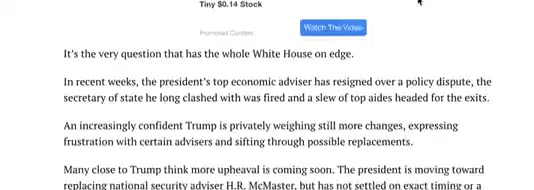 Tiny $0.14 Stock
Promoted Content
Watch The Video
It’s the very question that has the whole White House on edge.
In recent weeks, the president’s top economic adviser has resigned over a policy dispute, the
secretary of state he long clashed with was fired and a slew of top aides headed for the exits.
An increasingly confident Trump is privately weighing still more changes, expressing
frustration with certain advisers and sifting through possible replacements.
Many close to Trump think more upheaval is coming soon. The president is moving toward
replacing national security adviser H.R. McMaster, but has not settled on exact timing or a